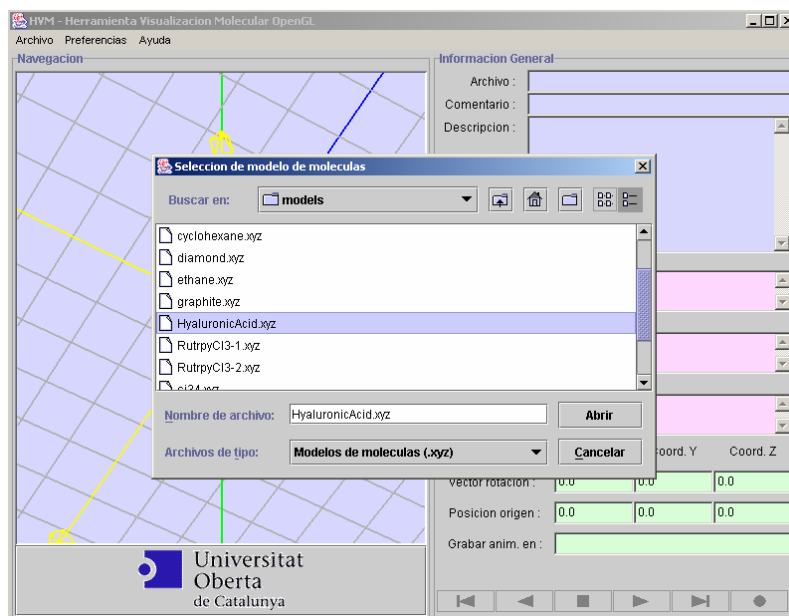 HVM - Herramienta Visualizacion Molecular OpenGL
Archivo Preferencias Ayuda
Navegacion
Informacion General
Archivo :
Comentario :
Descripcion :
Seleccion de modelo de moleculas
Buscar en: models
cyclohexane.xyz
diamond.xyz
ethane.xyz
graphite.xyz
HyaluronicAcid.xyz
RutrpyCl3-1.xyz
RutrpyCl3-2.xyz
Nombre de archivo: HyaluronicAcid.xyz Abrir
Archivos de tipo: Modelos de moleculas (.xyz) Cancelar
Coord. Y Coord. Z
Vector rotacion : 0.0 0.0 0.0
Posicion origen : 0.0 0.0 0.0
Grabar anim. en :
Universitat
Oberta
de Catalunya